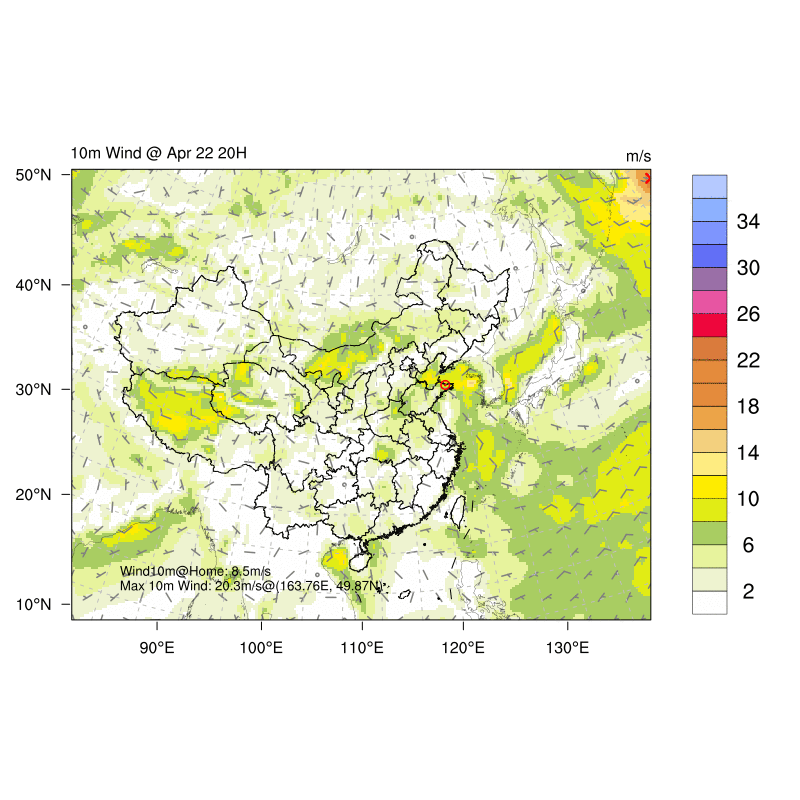 10m Wind @ Apr 22 20H
m/s
50°N
40°N
30°N
20°N
10°N
34
30
26
22
18
14
10
6
2
Wind10m@Home: 8.5m/s
Max 10m Wind: 20.3m/s@(163.76E, 49.87N)
90°E
100°E
110°E
120°E
130°E